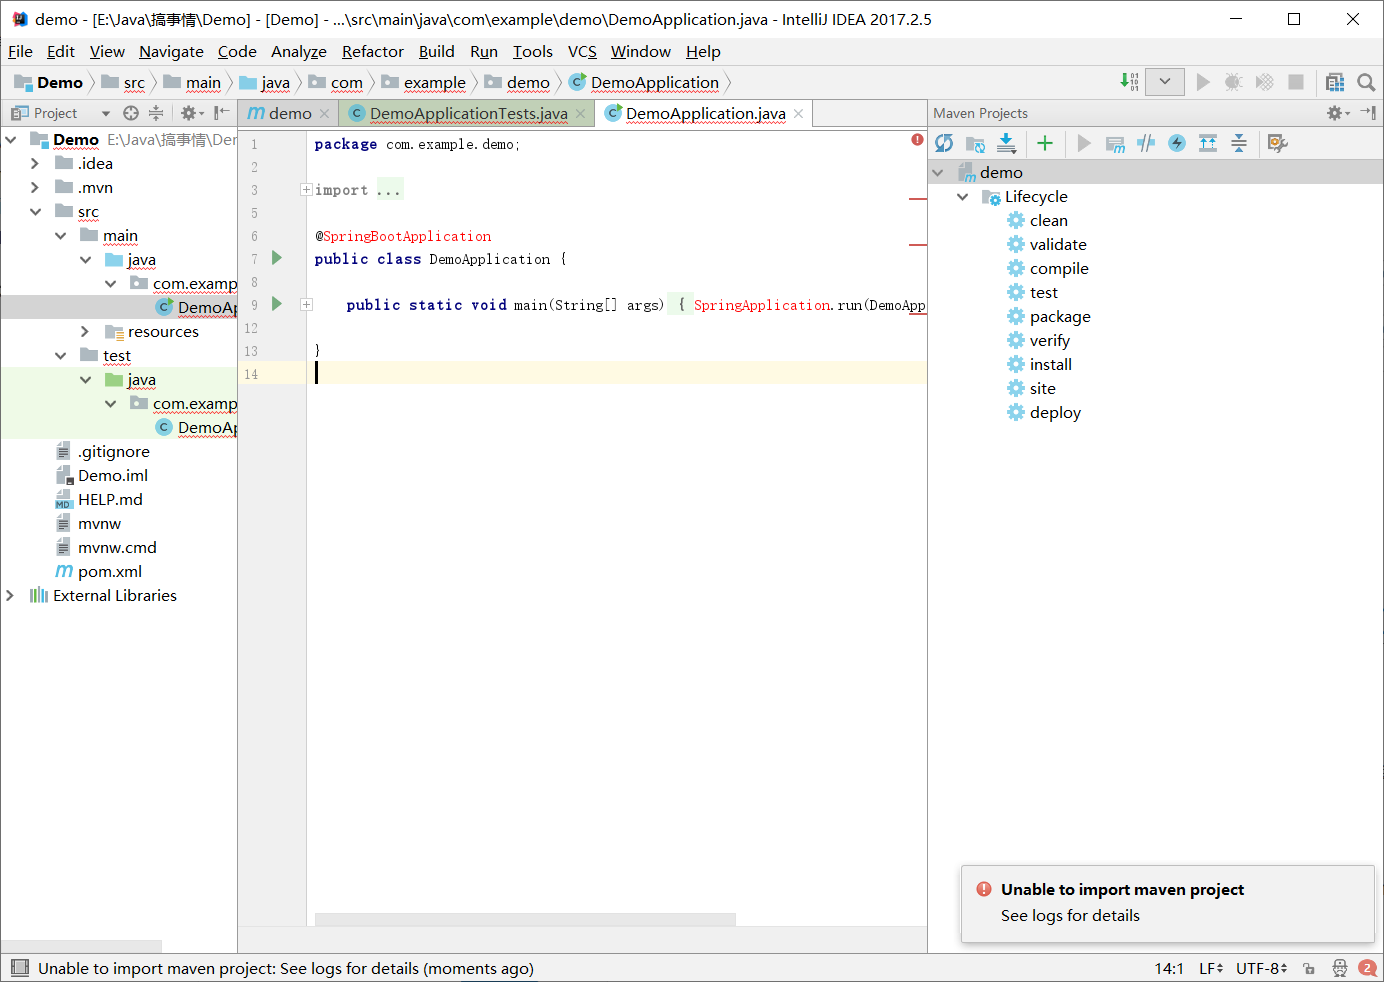 demo - [E:\Java\搞事情\Demo] - [Demo] - ...\src\main\java\com\example\demo\DemoApplication.java - IntelliJ IDEA 2017.2.5
File Edit View Navigate Code Analyze Refactor Build Run Tools VCS Window Help
Demo src main java com example demo DemoApplication
Project
demo DemoApplicationTests.java DemoApplication.java
Maven Projects
Demo E:\Java\搞事情\Der
.idea
.mvn
src
main
java
com.examp
DemoAp
resources
test
java
com.examp
DemoAp
.gitignore
Demo.iml
HELP.md
mvnw
mvnw.cmd
pom.xml
External Libraries
1 package com.example.demo;
2
3 import ...
5
6 @SpringBootApplication
7 public class DemoApplication {
8
9 public static void main(String[] args) { SpringApplication.run(DemoApp
12
13 }
14
demo
Lifecycle
clean
validate
compile
test
package
verify
install
site
deploy
Unable to import maven project
See logs for details
Unable to import maven project: See logs for details (moments ago) 14:1 LF UTF-8 2